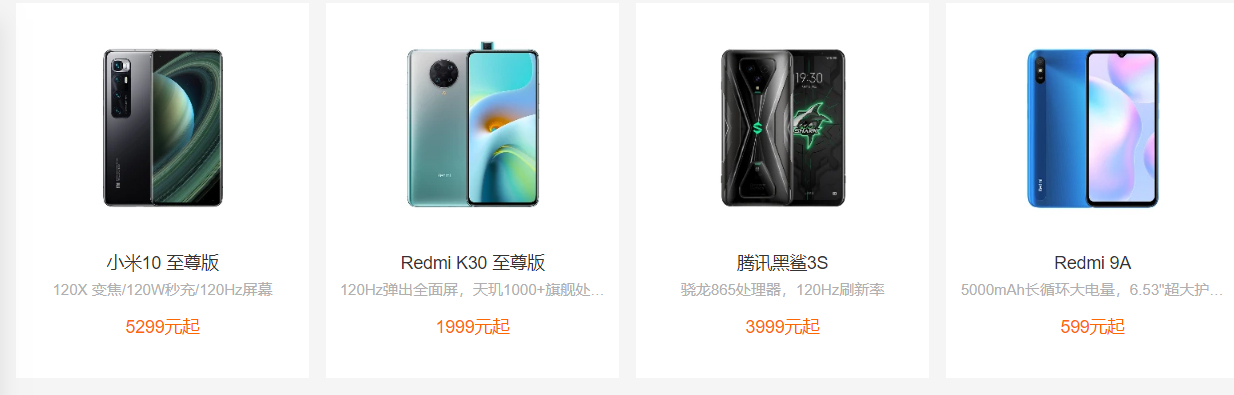 19:30
小米10 至尊版
120X 变焦/120W秒充/120Hz屏幕
5299元起
Redmi K30 至尊版
120Hz弹出全面屏，天玑1000+旗舰处...
1999元起
腾讯黑鲨3S
骁龙865处理器，120Hz刷新率
3999元起
Redmi 9A
5000mAh长循环大电量，6.53"超大护...
599元起